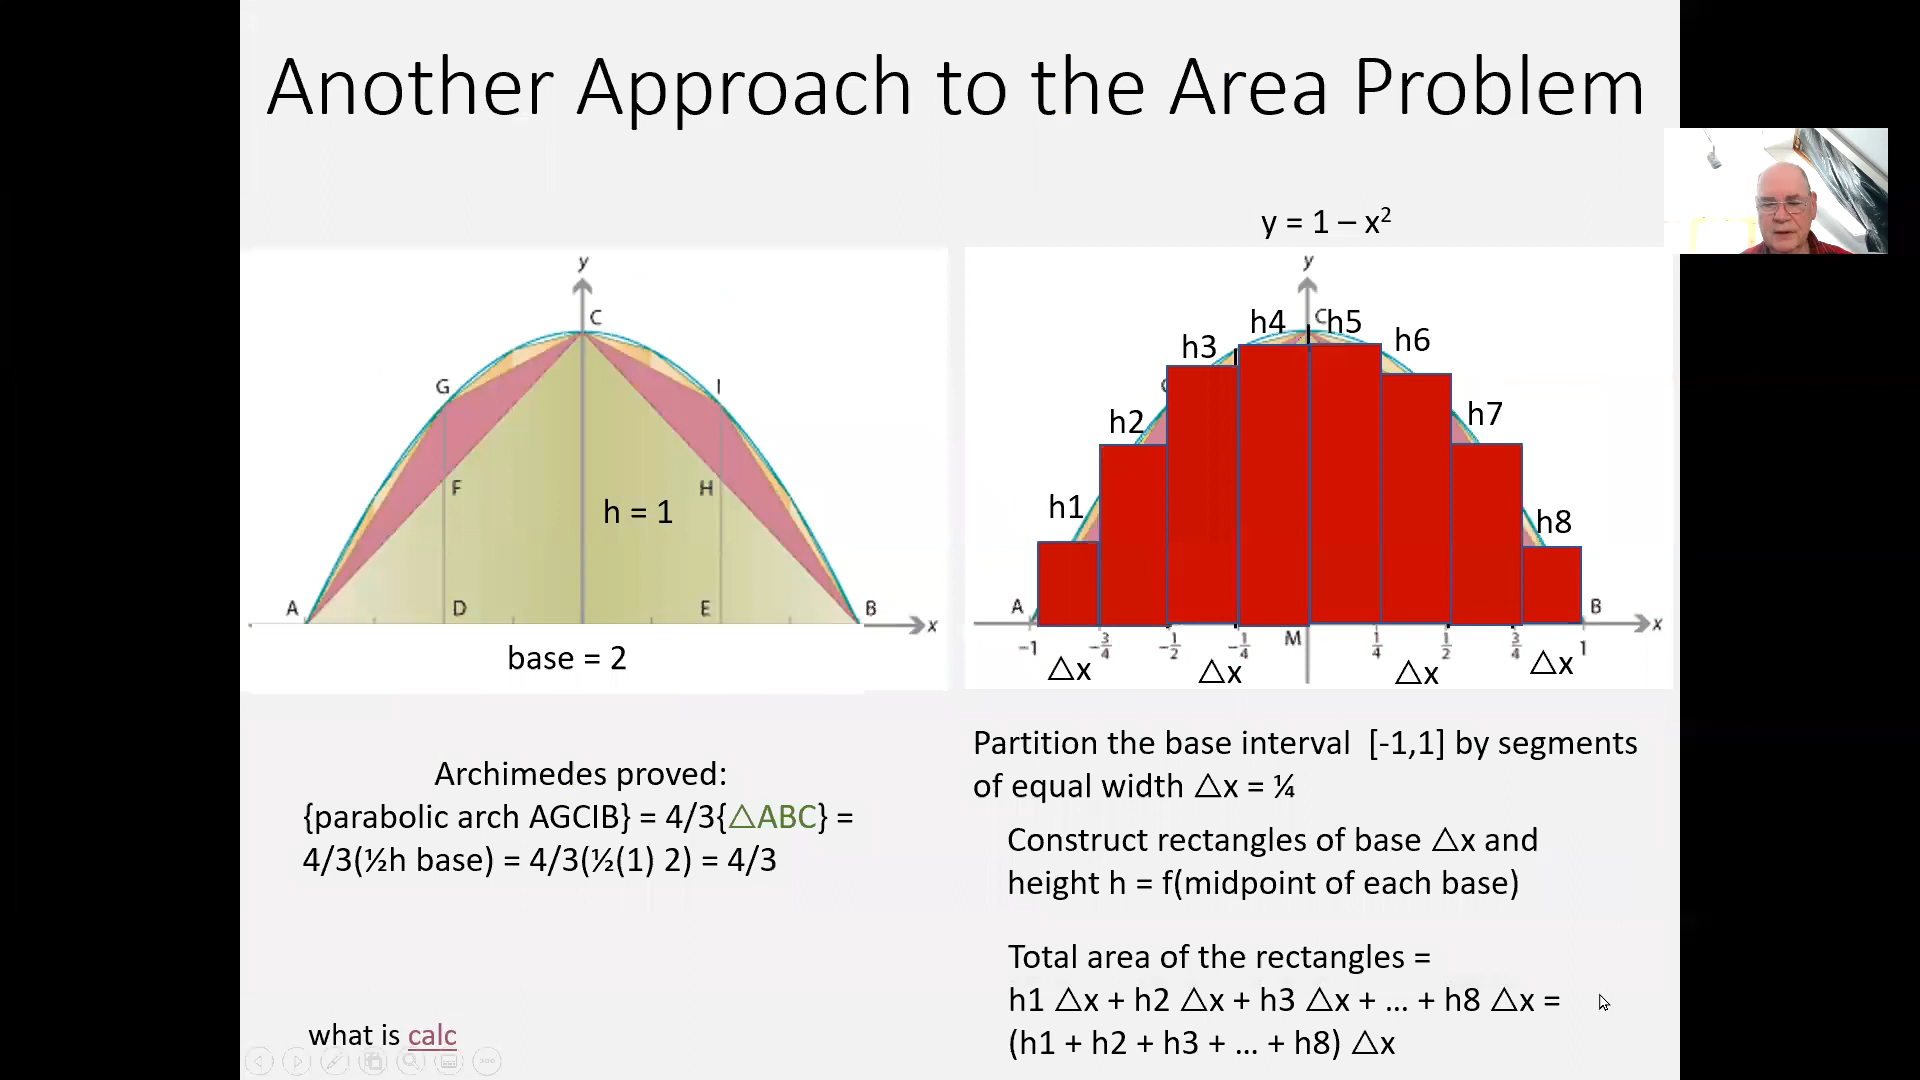 Another Approach to the Area Problem
y
C
G
I
F
H
h = 1
A
D
E
B
x
base = 2
Archimedes proved:
{parabolic arch AGCIB} = 4/3{△ABC} =
4/3(½h base) = 4/3(½(1) 2) = 4/3
what is calc
y = 1 – x²
y
h4
C
h5
h3
h6
h2
h7
h1
h8
A
B
x
-1
-3/4
-1/2
-1/4
M
1/4
1/2
3/4
1
△x
△x
△x
△x
Partition the base interval [-1,1] by segments
of equal width △x = ¼
Construct rectangles of base △x and
height h = f(midpoint of each base)
Total area of the rectangles =
h1 △x + h2 △x + h3 △x + ... + h8 △x =
(h1 + h2 + h3 + ... + h8) △x